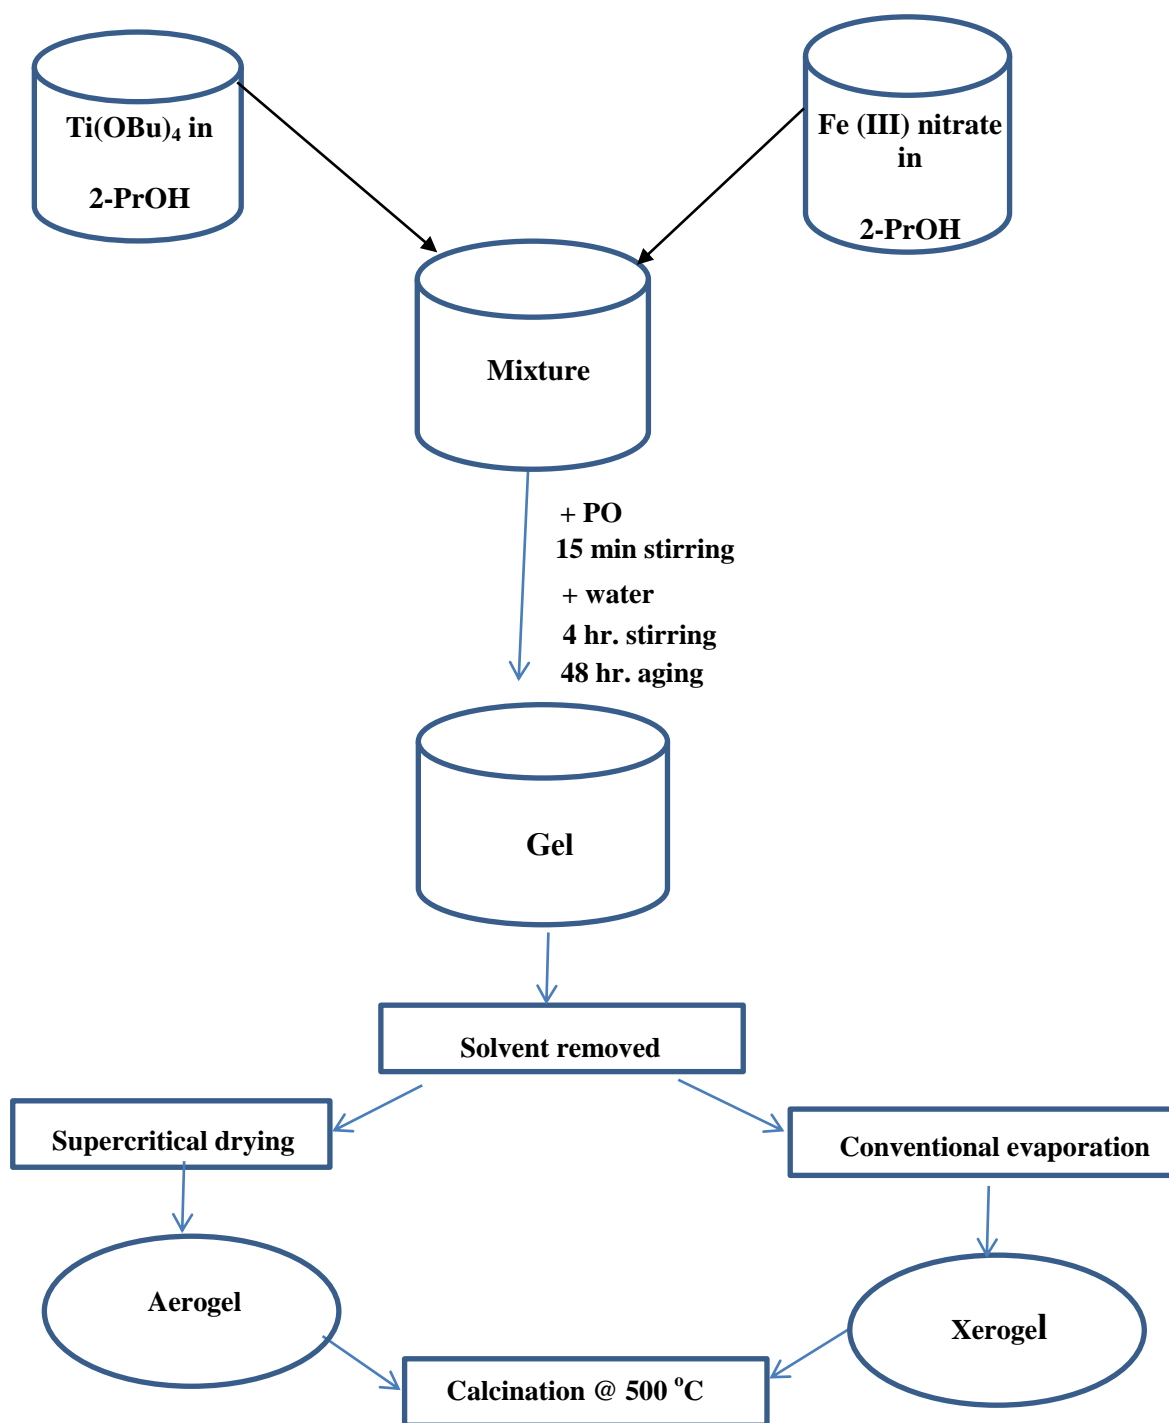 Ti(OBu)₄ in
2-PrOH
Fe (III) nitrate
in
2-PrOH
Mixture
+ PO
15 min stirring
+ water
4 hr. stirring
48 hr. aging
Gel
Solvent removed
Supercritical drying
Conventional evaporation
Aerogel
Xerogel
Calcination @ 500 ⁰C